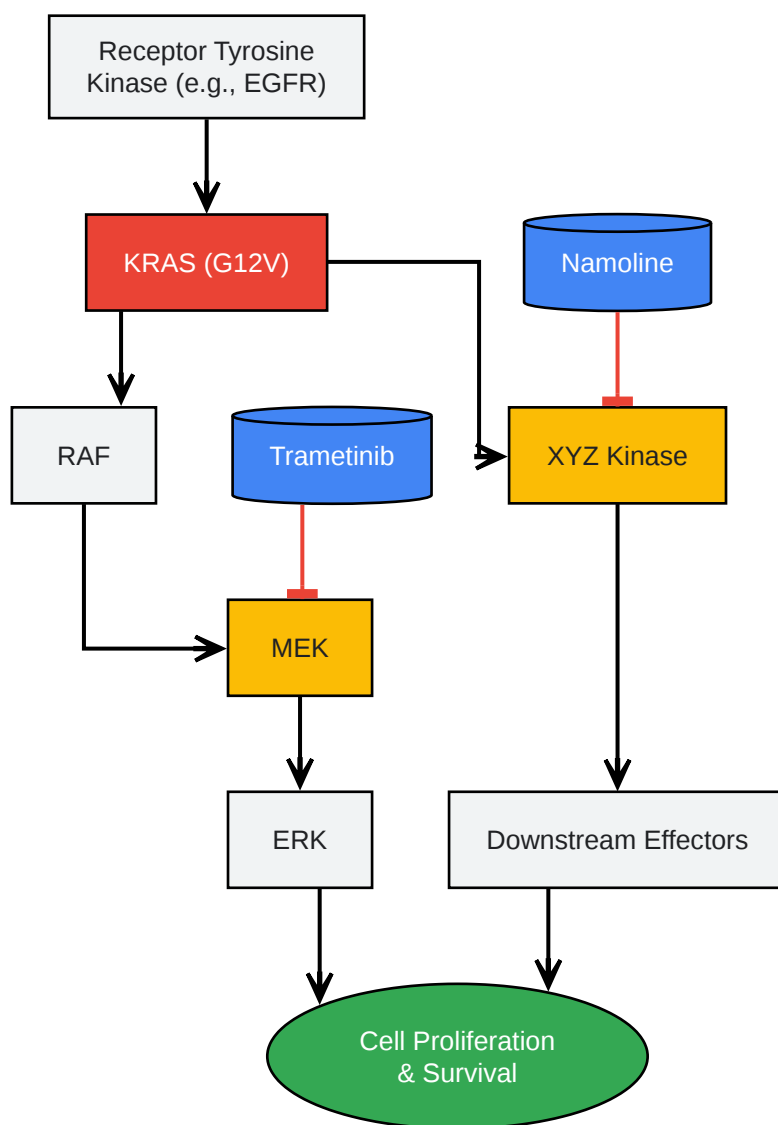 Receptor Tyrosine
Kinase (e.g., EGFR)
KRAS (G12V)
Namoline
RAF
Trametinib
XYZ Kinase
MEK
ERK
Downstream Effectors
Cell Proliferation
& Survival